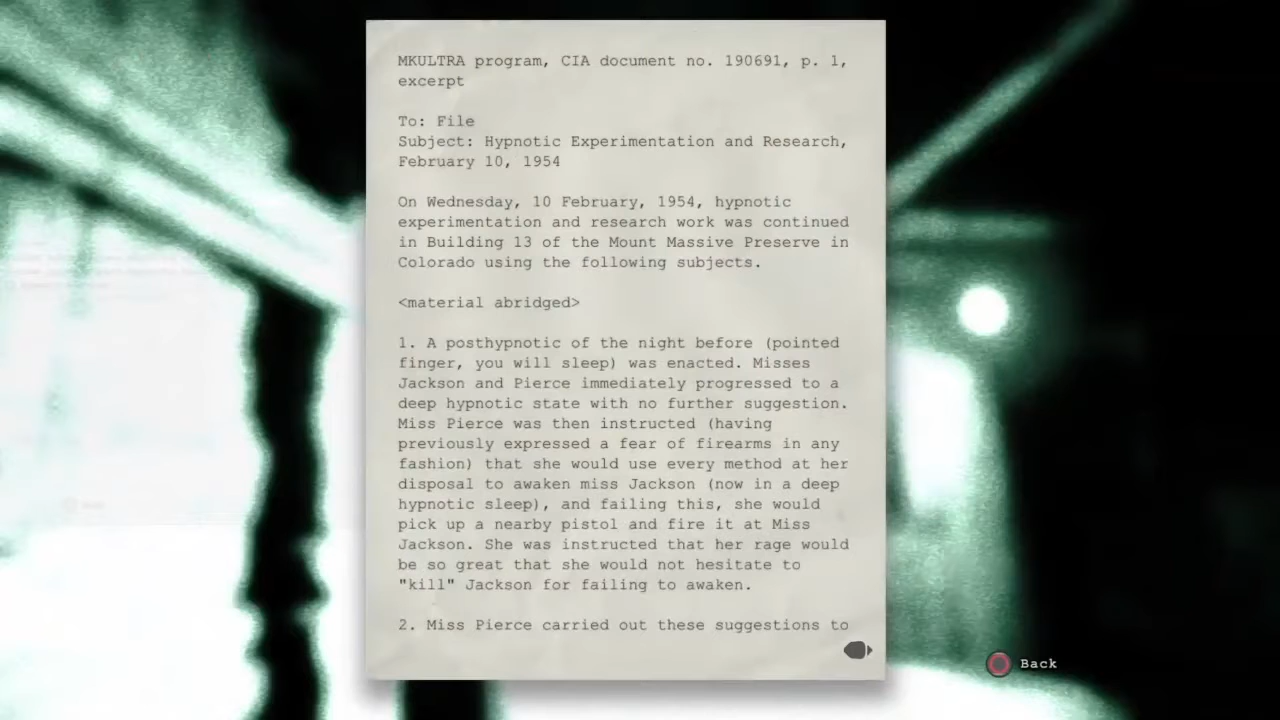 MKULTRA program, CIA document no. 190691, p. 1,
excerpt
To: File
Subject: Hypnotic Experimentation and Research,
February 10, 1954
On Wednesday, 10 February, 1954, hypnotic
experimentation and research work was continued
in Building 13 of the Mount Massive Preserve in
Colorado using the following subjects.
<material abridged>
1. A posthypnotic of the night before (pointed
finger, you will sleep) was enacted. Misses
Jackson and Pierce immediately progressed to a
deep hypnotic state with no further suggestion.
Miss Pierce was then instructed (having
previously expressed a fear of firearms in any
fashion) that she would use every method at her
disposal to awaken miss Jackson (now in a deep
hypnotic sleep), and failing this, she would
pick up a nearby pistol and fire it at Miss
Jackson. She was instructed that her rage would
be so great that she would not hesitate to
"kill" Jackson for failing to awaken.
2. Miss Pierce carried out these suggestions to
Back